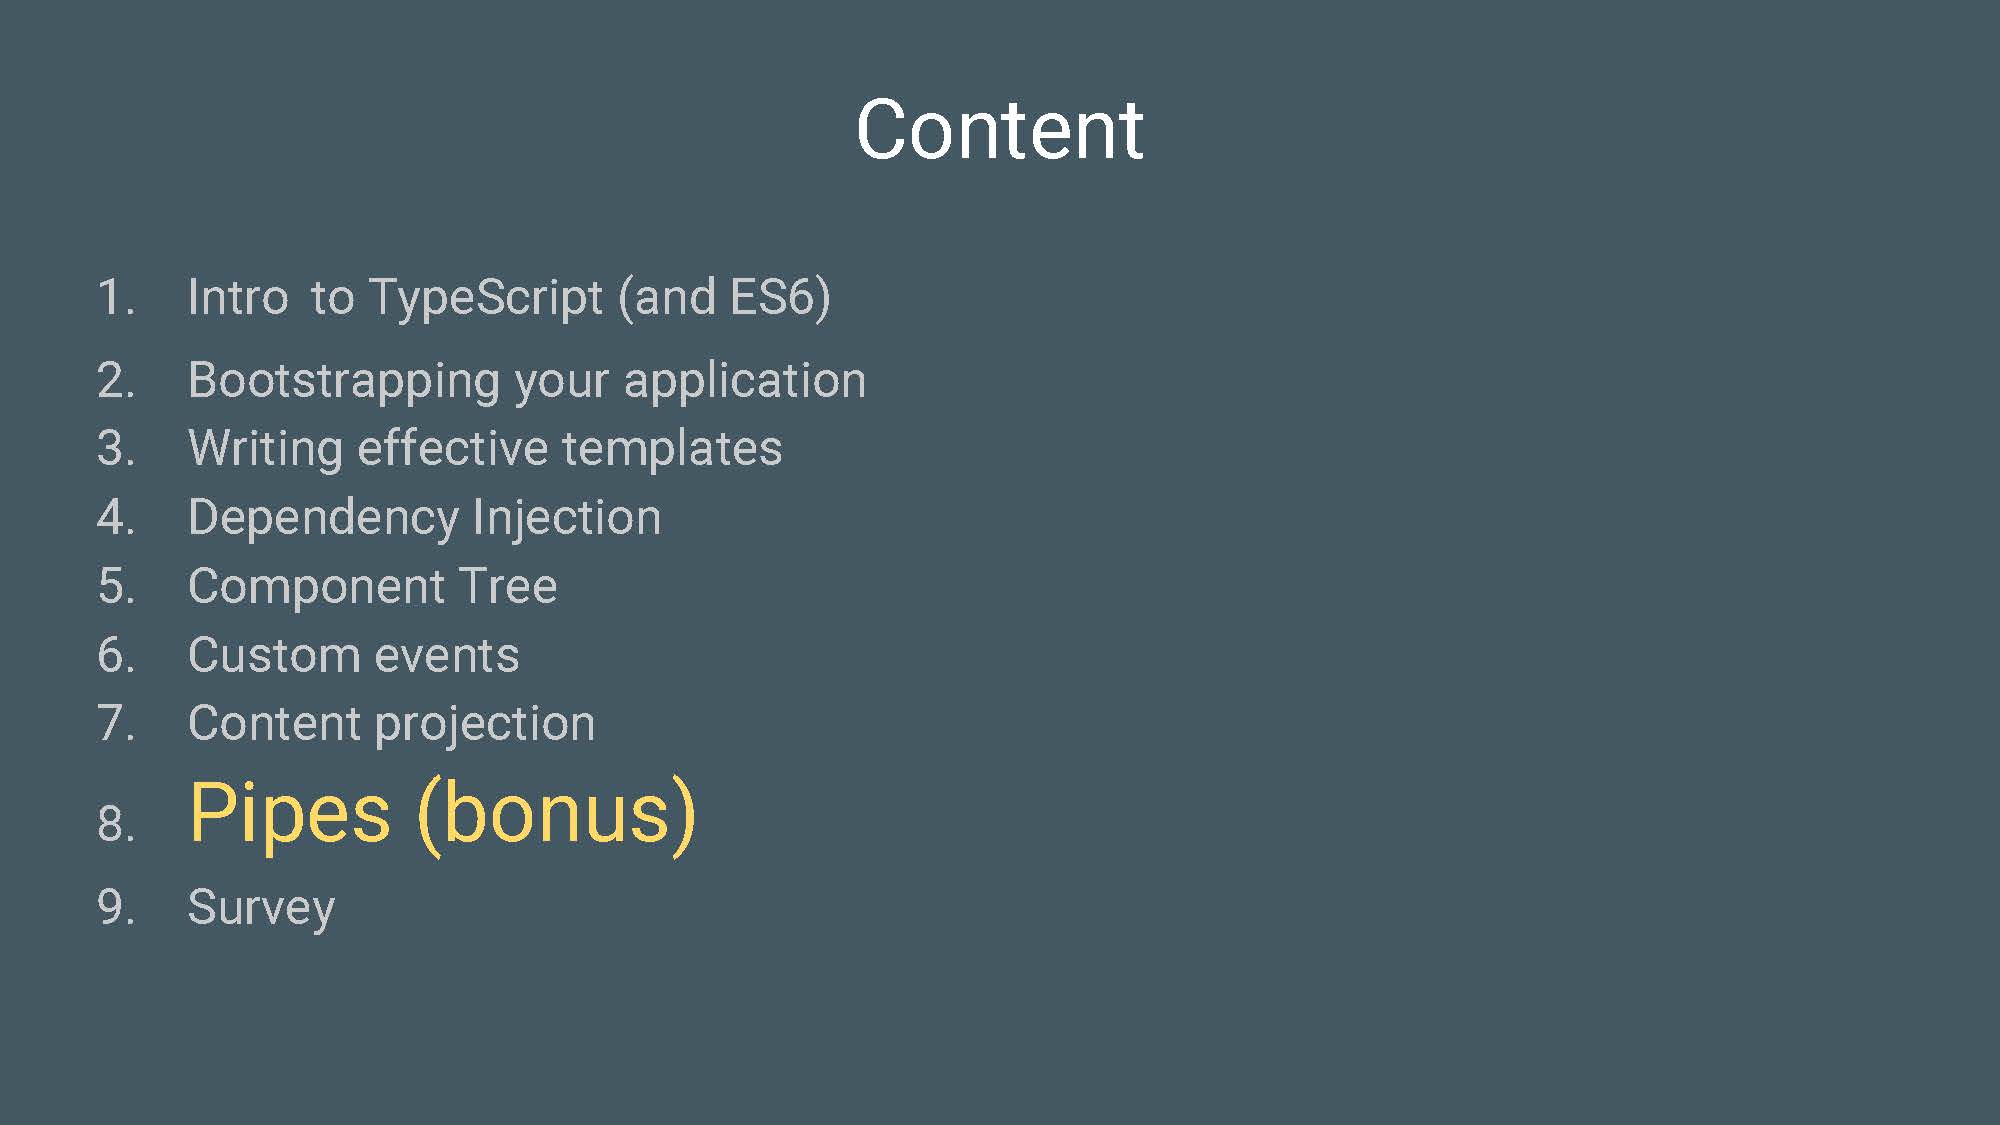 Content
1. Intro to TypeScript (and ES6)
2. Bootstrapping your application
3. Writing effective templates
4. Dependency Injection
5. Component Tree
6. Custom events
7. Content projection
8. Pipes (bonus)
9. Survey